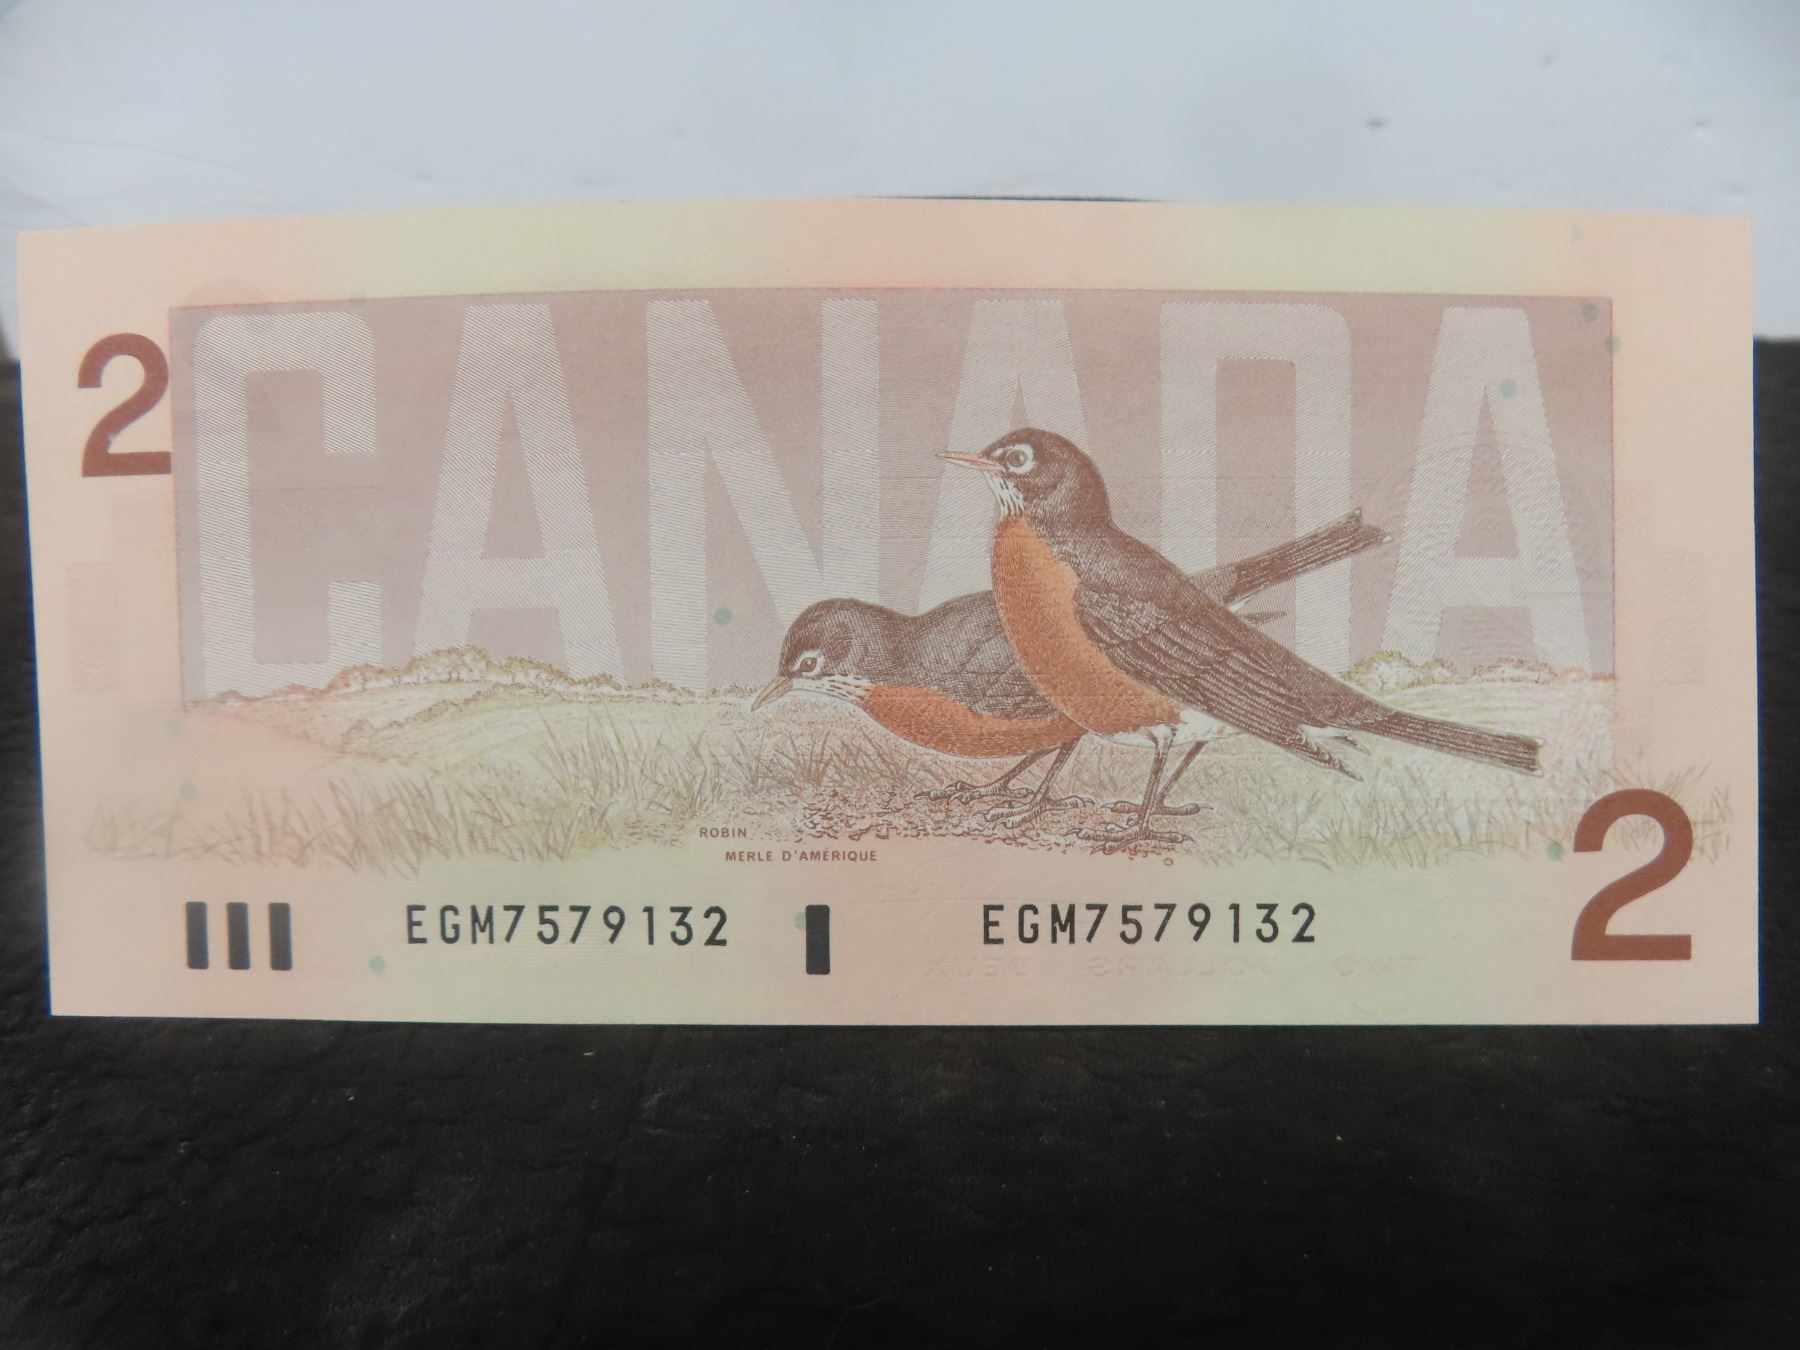 CANADA
2
ROBIN
MERLE D'AMÉRIQUE
EGM7579132 EGM7579132
2